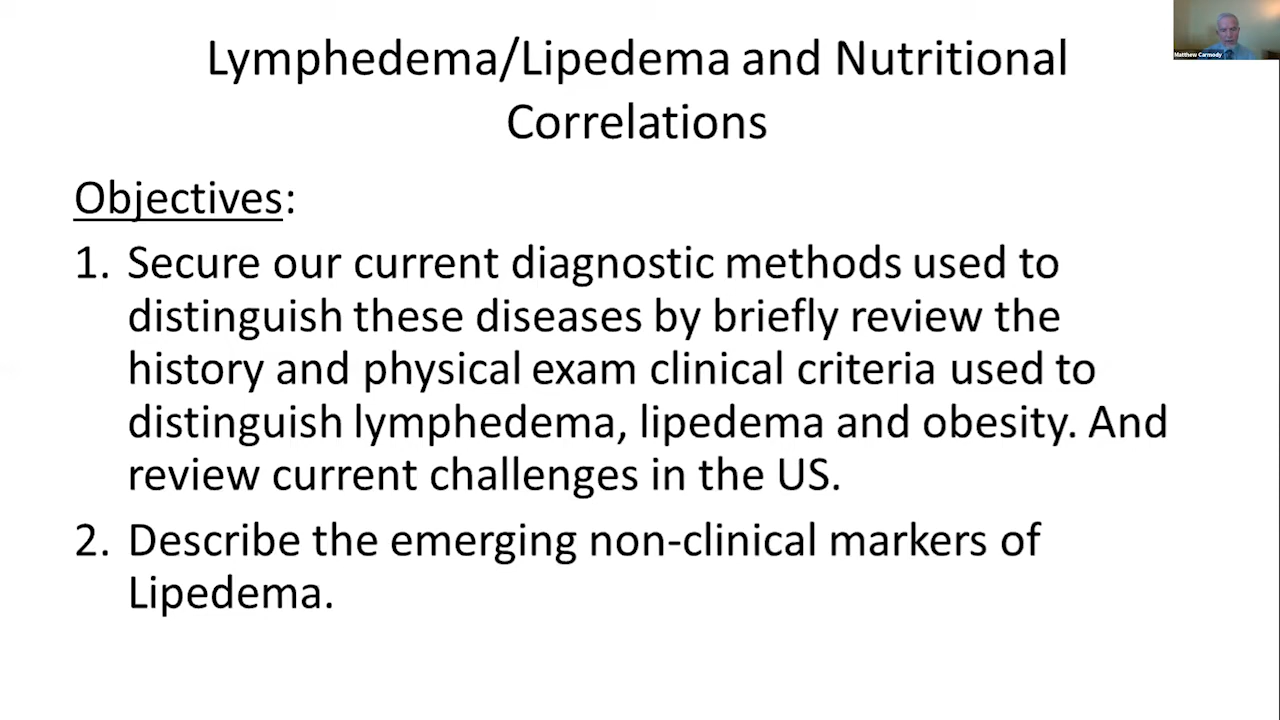 Lymphedema/Lipedema and Nutritional
Correlations
Matthew Carmody
Objectives:
1. Secure our current diagnostic methods used to
distinguish these diseases by briefly review the
history and physical exam clinical criteria used to
distinguish lymphedema, lipedema and obesity. And
review current challenges in the US.
2. Describe the emerging non-clinical markers of
Lipedema.